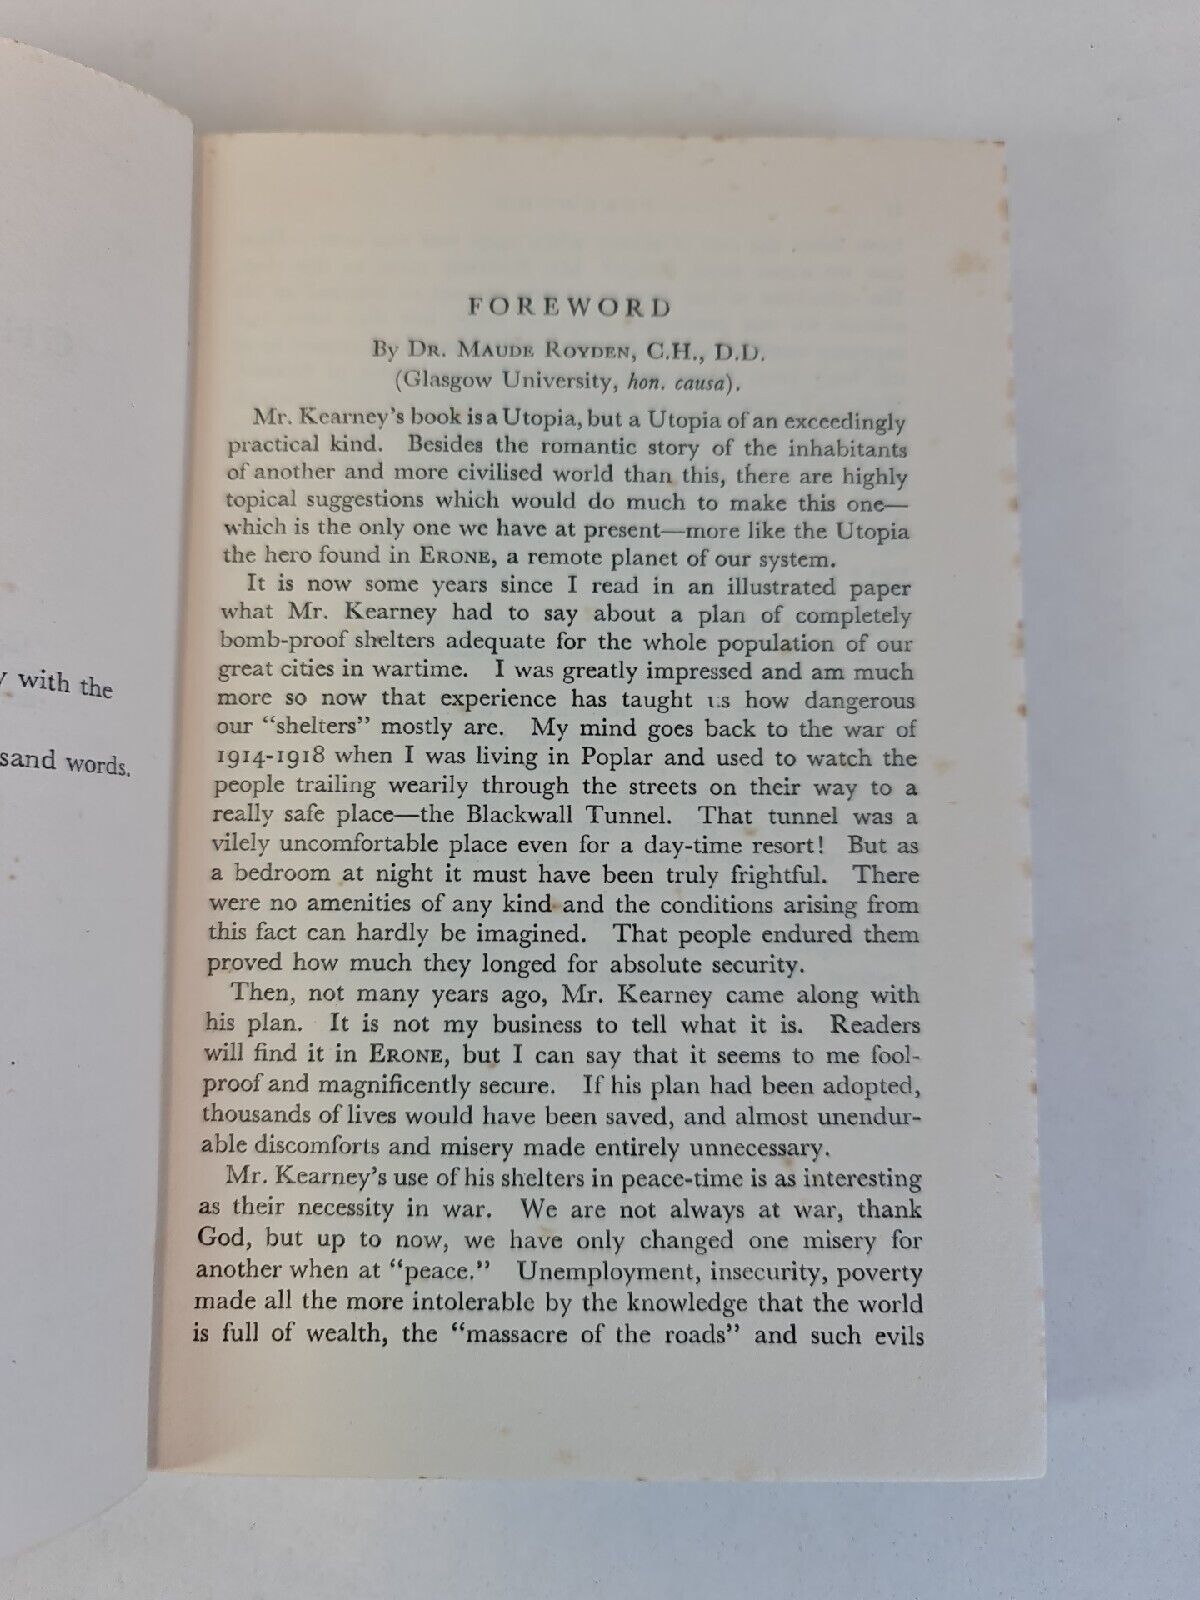 y with the
sand words.
FOREWORD
By Dr. Maude Royden, C.H., D.D.
(Glasgow University, hon. causa).
Mr. Kearney's book is a Utopia, but a Utopia of an exceedingly
practical kind. Besides the romantic story of the inhabitants
of another and more civilised world than this, there are highly
topical suggestions which would do much to make this one—
which is the only one we have at present—more like the Utopia
the hero found in Erone, a remote planet of our system.
It is now some years since I read in an illustrated paper
what Mr. Kearney had to say about a plan of completely
bomb-proof shelters adequate for the whole population of our
great cities in wartime. I was greatly impressed and am much
more so now that experience has taught us how dangerous
our "shelters" mostly are. My mind goes back to the war of
1914-1918 when I was living in Poplar and used to watch the
people trailing wearily through the streets on their way to a
really safe place—the Blackwall Tunnel. That tunnel was a
vilely uncomfortable place even for a day-time resort! But as
a bedroom at night it must have been truly frightful. There
were no amenities of any kind and the conditions arising from
this fact can hardly be imagined. That people endured them
proved how much they longed for absolute security.
Then, not many years ago, Mr. Kearney came along with
his plan. It is not my business to tell what it is. Readers
will find it in Erone, but I can say that it seems to me fool-
proof and magnificently secure. If his plan had been adopted,
thousands of lives would have been saved, and almost unendur-
able discomforts and misery made entirely unnecessary.
Mr. Kearney's use of his shelters in peace-time is as interesting
as their necessity in war. We are not always at war, thank
God, but up to now, we have only changed one misery for
another when at "peace." Unemployment, insecurity, poverty
made all the more intolerable by the knowledge that the world
is full of wealth, the "massacre of the roads" and such evils